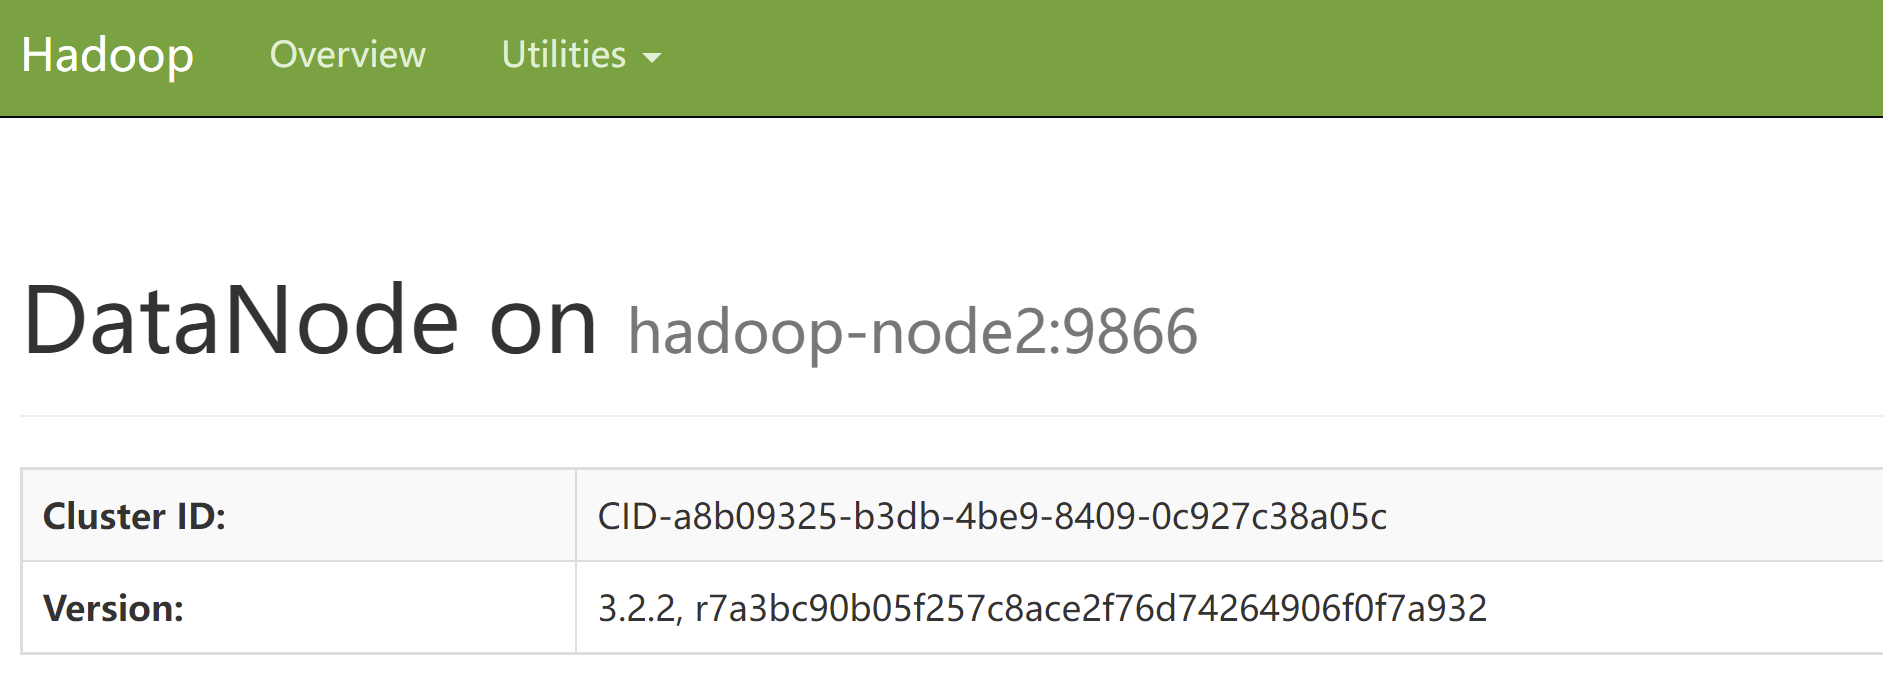 Hadoop Overview Utilities
DataNode on hadoop-node2:9866
Cluster ID: CID-a8b09325-b3db-4be9-8409-0c927c38a05c
Version: 3.2.2, r7a3bc90b05f257c8ace2f76d74264906f0f7a932